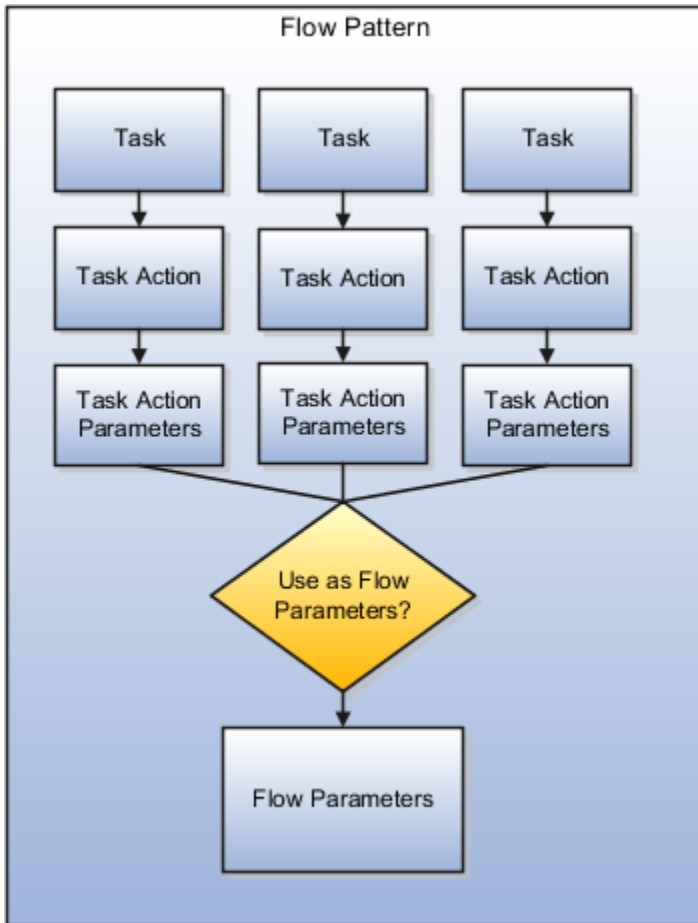 Flow Pattern
Task
Task
Task
Task Action
Task Action
Task Action
Task Action
Parameters
Task Action
Parameters
Task Action
Parameters
Use as Flow
Parameters?
Flow Parameters